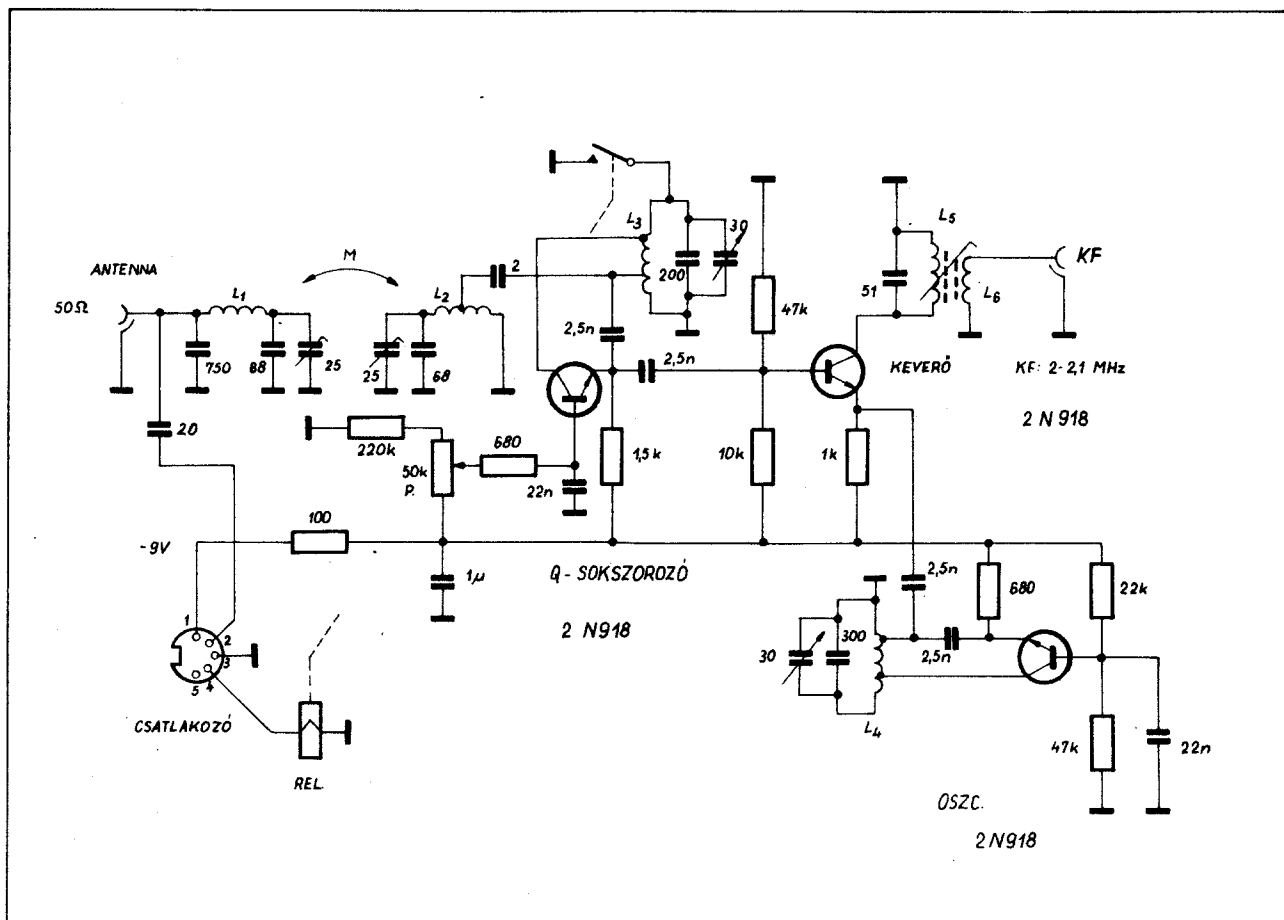 ANTENNA
50Ω
L1
750
88
25
M
25
68
L2
2
L3
200
30
2,5n
2,5n
47k
51
L5
L6
KF
KEVERŐ
KF: 2-2,1 MHz
2 N 918
20
220k
50k
P.
680
22n
1,5k
10k
1k
-9V
100
1µ
Q-SOKSZOROZÓ
2 N918
2,5n
680
22k
1
2
3
4
5
CSATLAKOZÓ
REL.
30
300
L4
2,5n
47k
22n
OSZC.
2N918